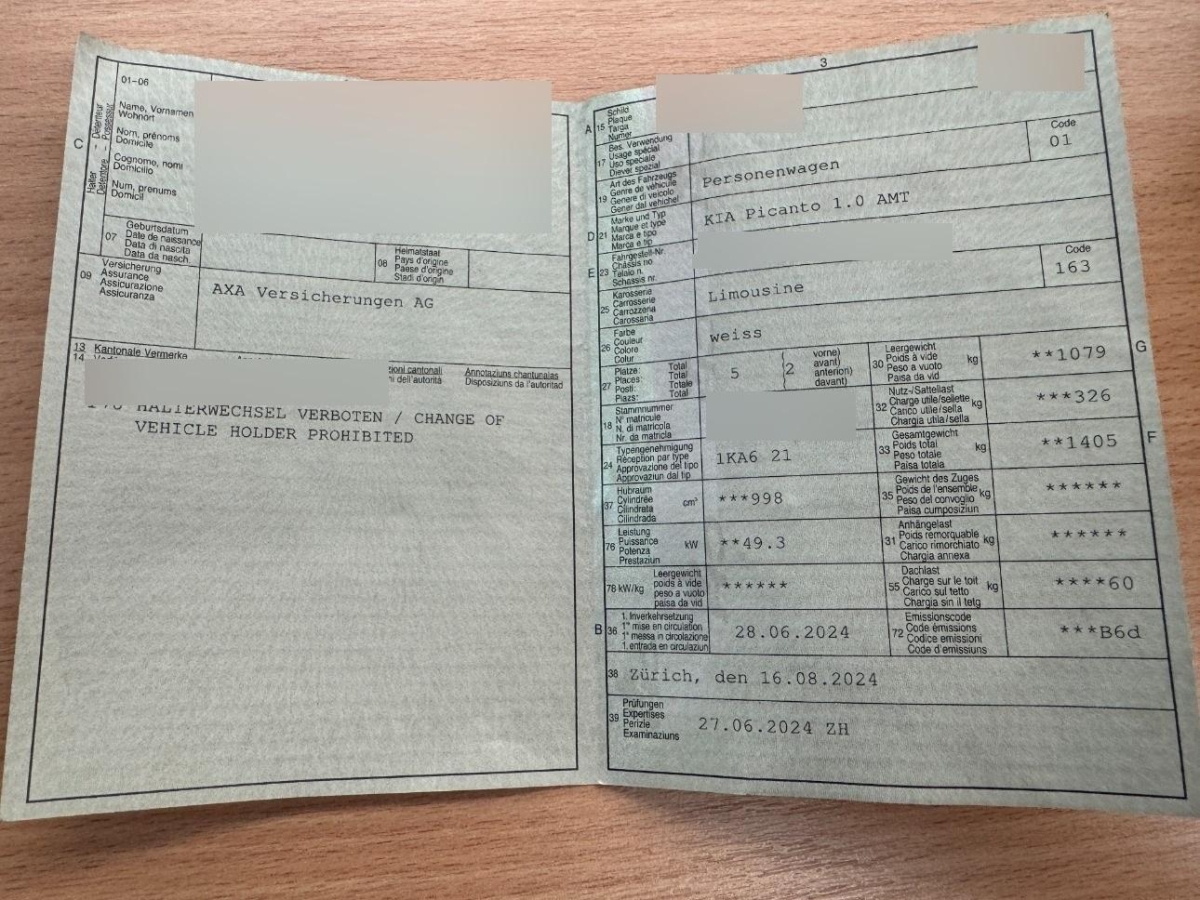 01-06
Halter - Détenteur
Detentore - Possessur
C
Name, Vornamen
Wohnort
Nom, prénoms
Domicile
Cognome, nomi
Domicilio
Num, prenums
Domicil
07
Geburtsdatum
Date de naissance
Data di nascita
Data da nasch.
08
Heimatstaat
Pays d'origine
Paese d'origine
Stadi d'origin
09
Versicherung
Assurance
Assicurazione
Assicuranza
AXA Versicherungen AG
13 Kantonale Vermerke
14
cantonali
dell'autorità
Annotaziuns chantunalas
Disposiziuns da l'autoritad
HALTERWECHSEL VERBOTEN / CHANGE OF
VEHICLE HOLDER PROHIBITED
3
A 15
Schild
Plaque
Targa
Numer
17
Bes. Verwendung
Usage spécial
Uso speciale
Diever spezial
19
Art des Fahrzeugs
Genre de véhicule
Genere di veicolo
Gener dal vehichel
Personenwagen
Code
01
D 21
Marke und Typ
Marque et type
Marca e tipo
Marca e tip
KIA Picanto 1.0 AMT
E 23
Fahrgestell-Nr.
Châssis no
Telaio n.
Schassis nr.
25
Karosserie
Carrosserie
Carrozzeria
Carossaria
Limousine
Code
163
26
Farbe
Couleur
Colore
Colur
weiss
27
Plätze: Total
Places: Total
Posti: Totale
Plazs: Total
5
(2
vorne)
avant)
anteriori)
davant)
30
Leergewicht
Poids à vide
Peso a vuoto
Paisa da vid
kg
**1079
G
18
Stammnummer
N° matricule
N. di matricola
Nr. da matricla
32
Nutz-/Sattellast
Charge utile/sellette
Carico utile/sella
Chargia utila/sella
kg
***326
24
Typengenehmigung
Réception par type
Approvazione del tipo
Approvaziun dal tip
1KA6 21
33
Gesamtgewicht
Poids total
Peso totale
Paisa totala
kg
**1405
F
37
Hubraum
Cylindrée
Cilindrata
Cilindrada
cm³
***998
35
Gewicht des Zuges
Poids de l'ensemble
Peso del convoglio
Paisa cumposiziun
kg
******
76
Leistung
Puissance
Potenza
Prestaziun
kW
**49.3
31
Anhängelast
Poids remorquable
Carico rimorchiato
Chargia annexa
kg
******
78 kW/kg
Leergewicht
poids à vide
peso a vuoto
paisa da vid
******
55
Dachlast
Charge sur le toit
Carico sul tetto
Chargia sin il tetg
kg
****60
B 36
1. Inverkehrsetzung
1re mise en circulation
1a messa in circolazione
1. entrada en circulaziun
28.06.2024
72
Emissionscode
Code émissions
Codice emissioni
Code d'emissiuns
***B6d
38 Zürich, den 16.08.2024
39
Prüfungen
Expertises
Perizie
Examinaziuns
27.06.2024 ZH